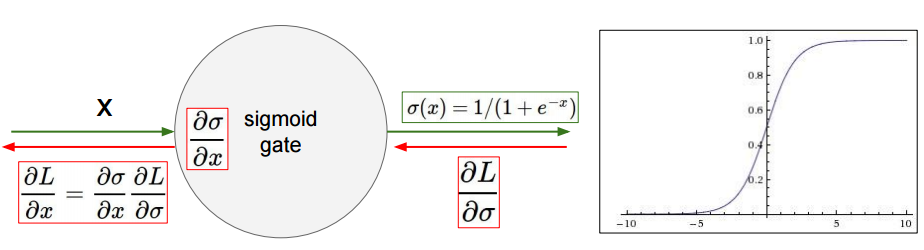 X
sigmoid
gate
∂σ/∂x
σ(x) = 1/(1 + e^{-x})
∂L/∂x = ∂σ/∂x ∂L/∂σ
∂L/∂σ
1.0
0.8
0.6
0.4
0.2
−10 −5 5 10